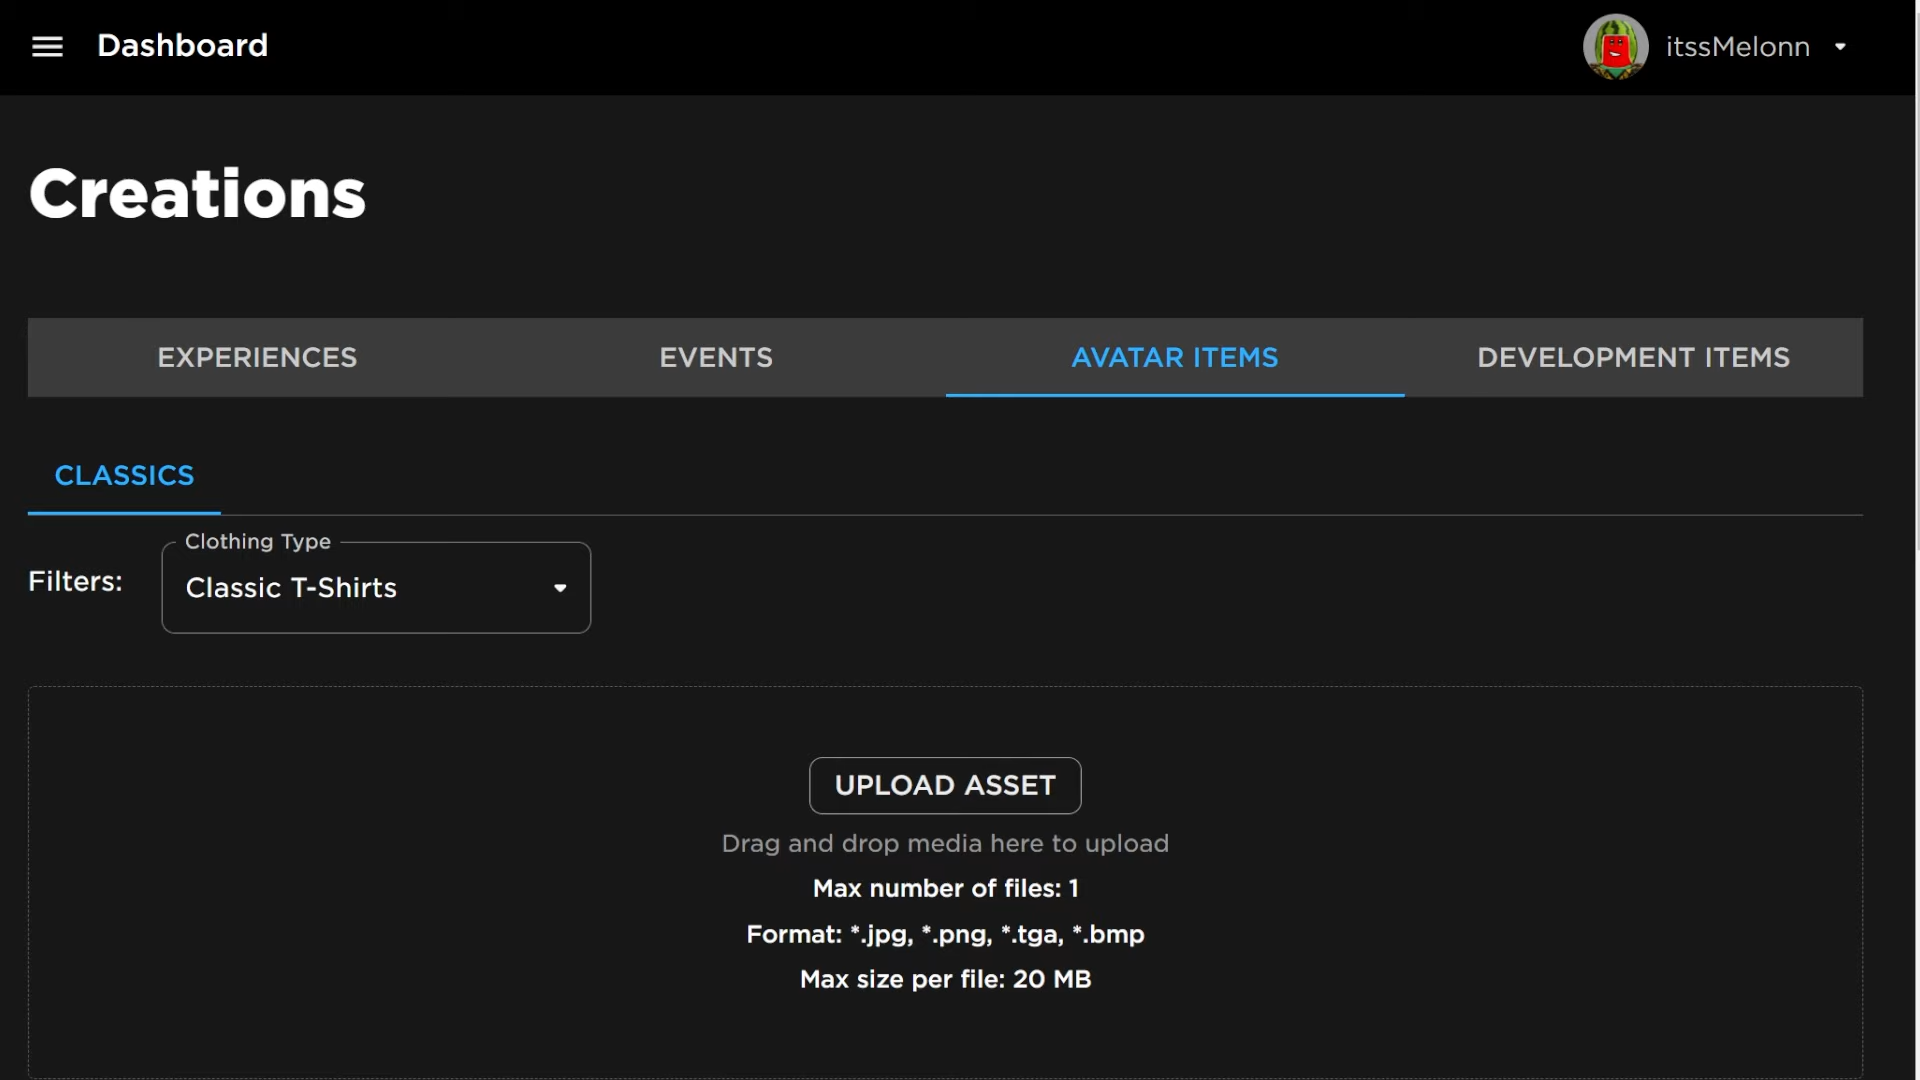 Dashboard
itssMelonn
Creations
EXPERIENCES
EVENTS
AVATAR ITEMS
DEVELOPMENT ITEMS
CLASSICS
Clothing Type
Filters:
Classic T-Shirts
UPLOAD ASSET
Drag and drop media here to upload
Max number of files: 1
Format: *.jpg, *.png, *.tga, *.bmp
Max size per file: 20 MB